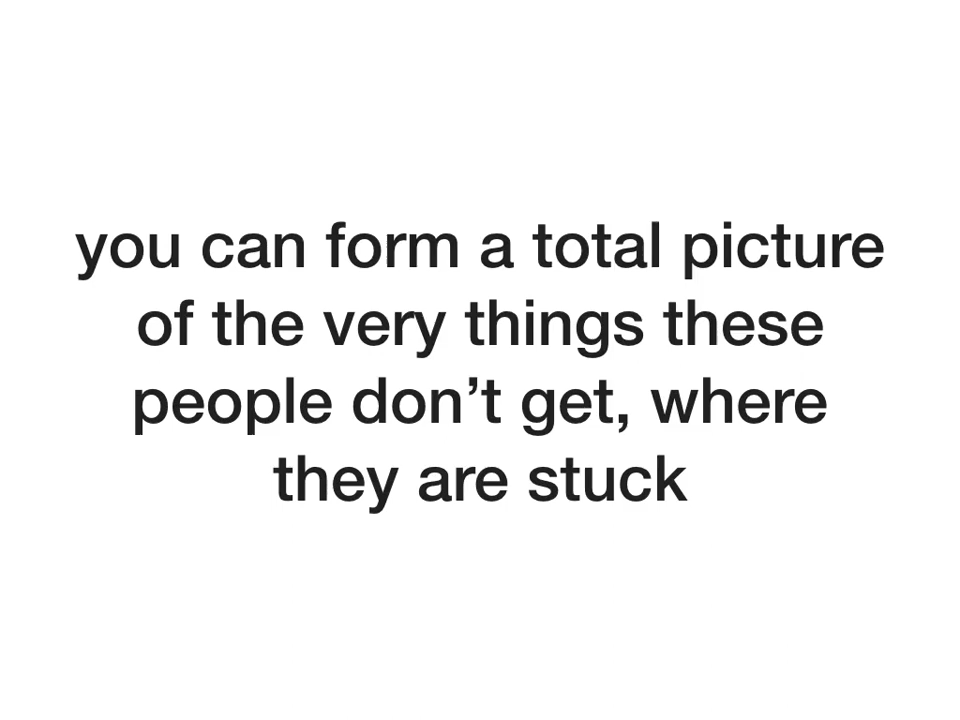 you can form a total picture
of the very things these
people don’t get, where
they are stuck